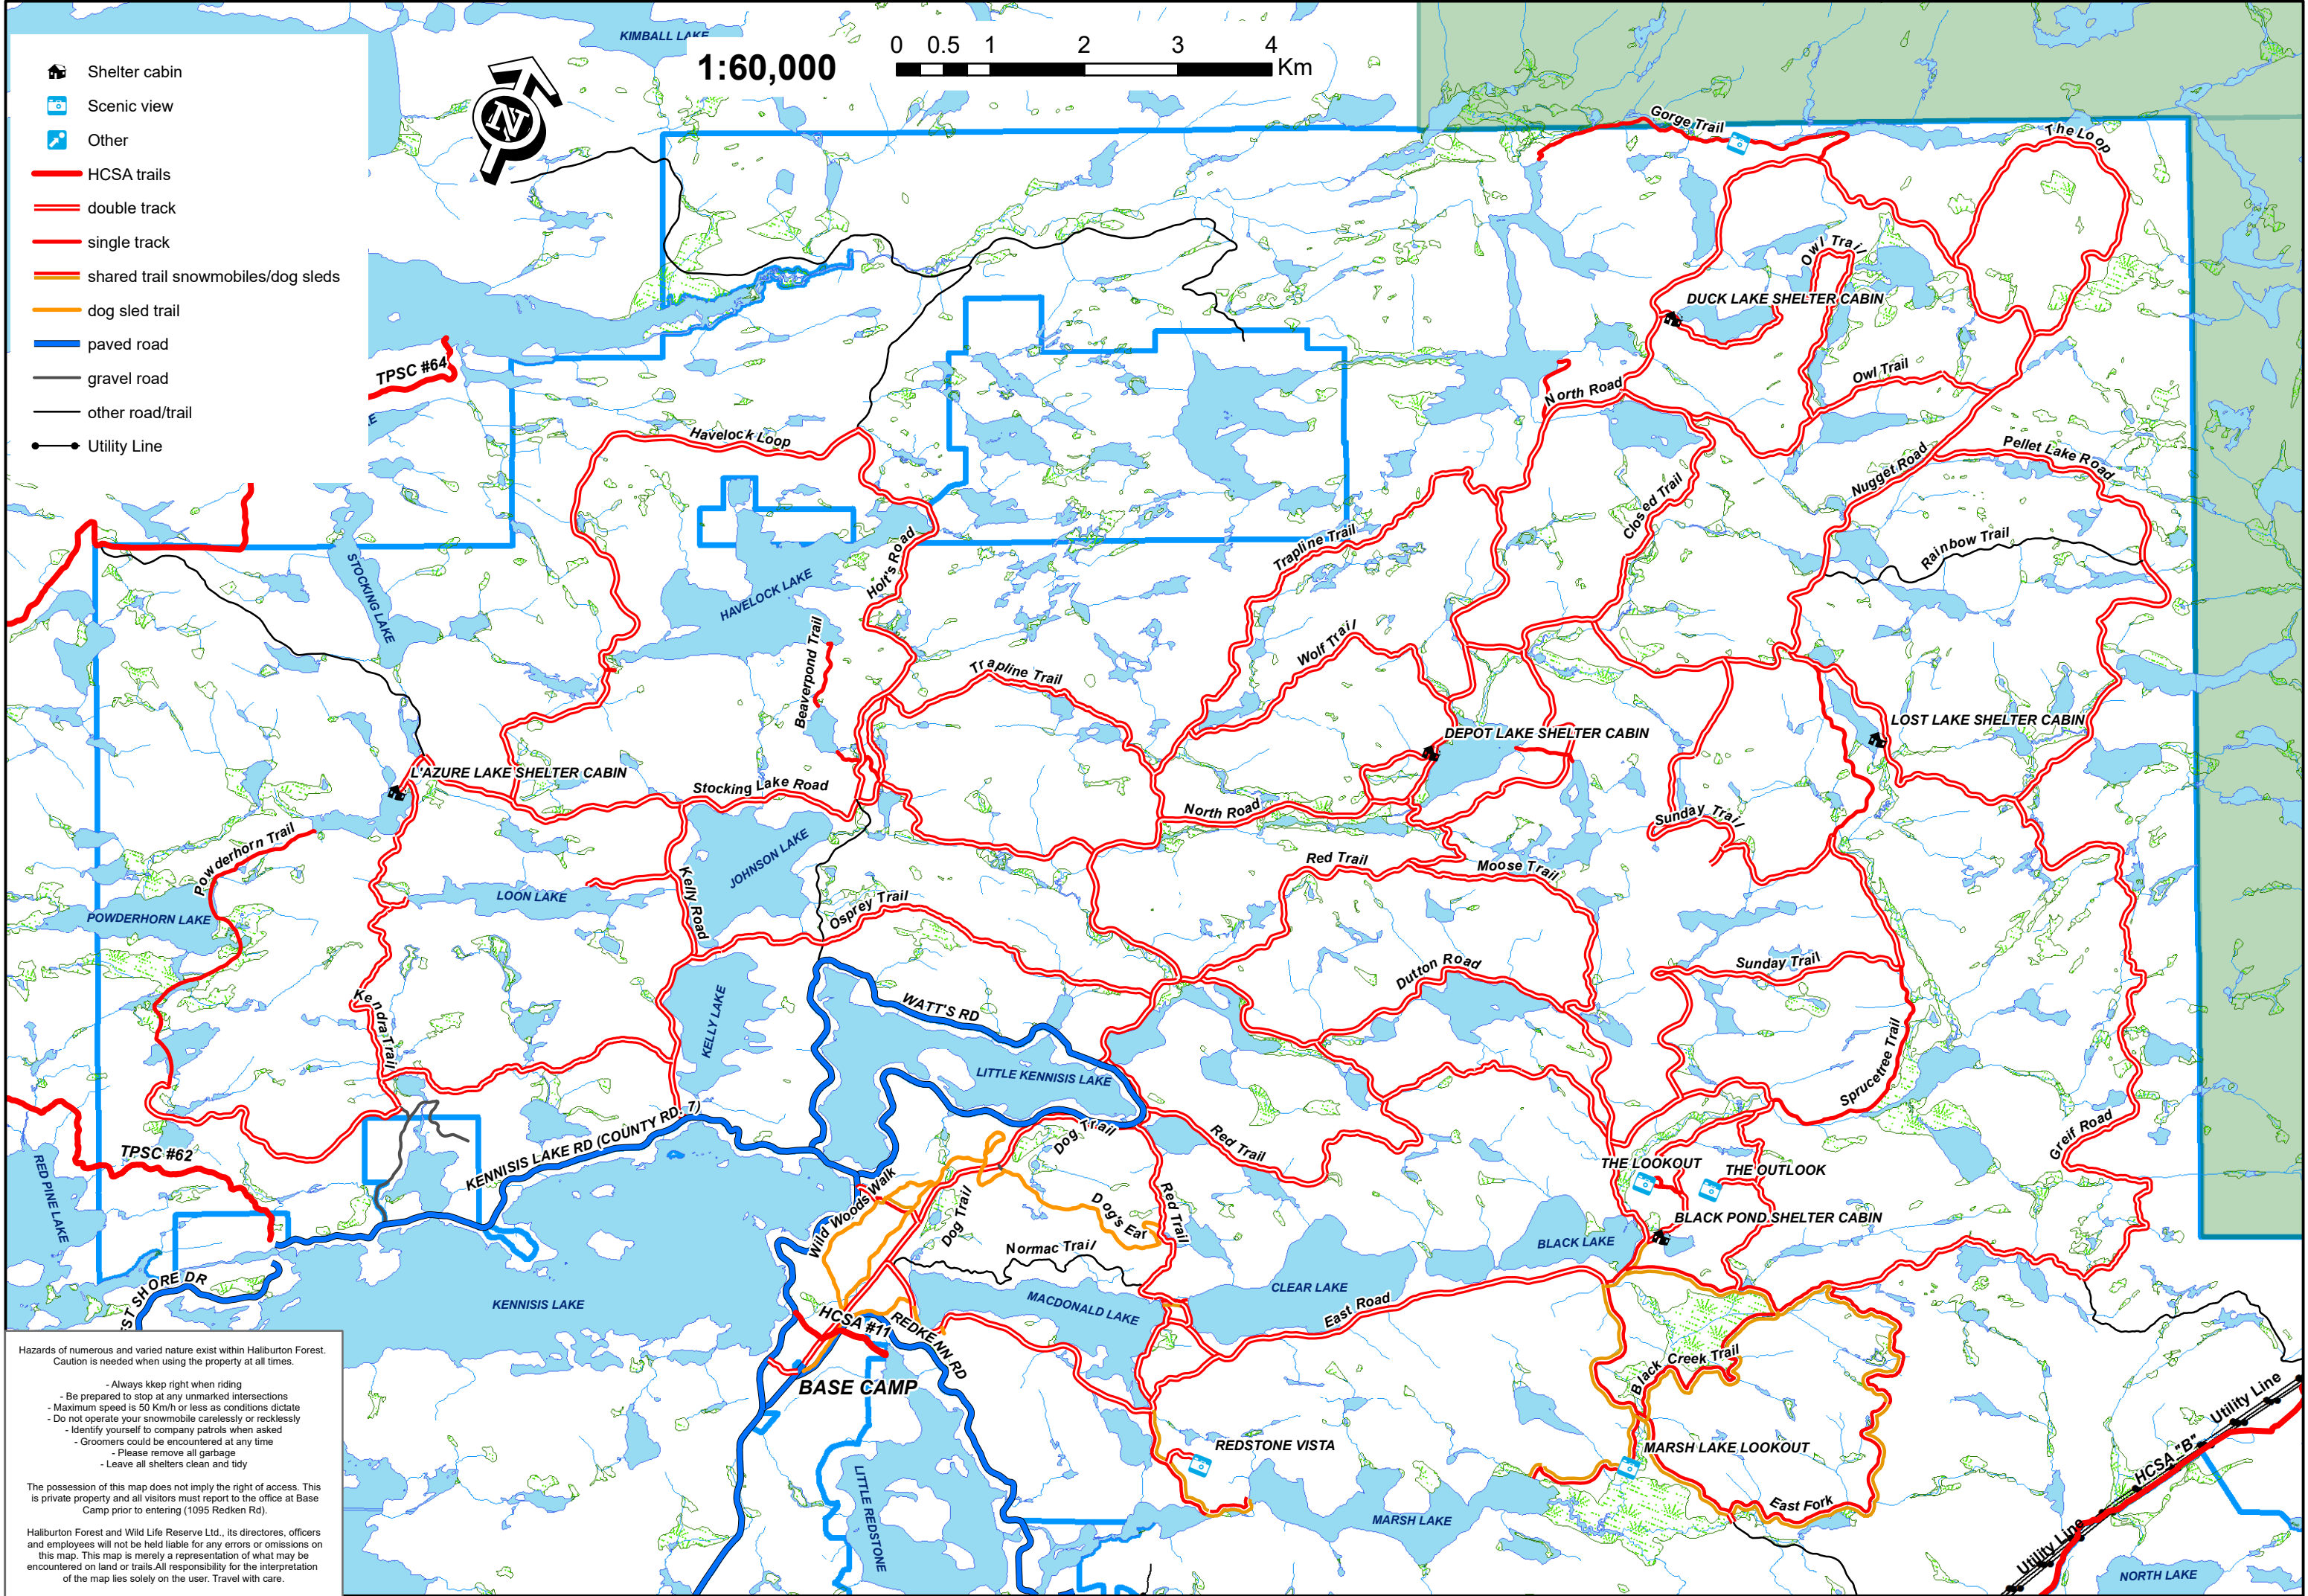 KIMBALL LAKE
1:60,000
0 0.5 1 2 3 4
Km
N
Shelter cabin
Scenic view
Other
HCSA trails
double track
single track
shared trail snowmobiles/dog sleds
dog sled trail
paved road
gravel road
other road/trail
Utility Line
Gorge Trail
The Loop
Owl Trail
DUCK LAKE SHELTER CABIN
TPSC #64
E
North Road
Owl Trail
Havelock Loop
Nugget Road
Pellet Lake Road
Closed Trail
Trapline Trail
Holt's Road
Rainbow Trail
STOCKING LAKE
HAVELOCK LAKE
Beaverpond Trail
Trapline Trail
Wolf Trail
LOST LAKE SHELTER CABIN
DEPOT LAKE SHELTER CABIN
L'AZURE LAKE SHELTER CABIN
Stocking Lake Road
North Road
Sunday Trail
Powderhorn Trail
JOHNSON LAKE
Red Trail
Moose Trail
LOON LAKE
Kelly Road
POWDERHORN LAKE
Osprey Trail
Sunday Trail
Dutton Road
Kendra Trail
WATT'S RD
KELLY LAKE
LITTLE KENNISIS LAKE
Sprucetree Trail
KENNISIS LAKE RD (COUNTY RD. 7)
Dog Trail
Red Trail
Greif Road
TPSC #62
RED PINE LAKE
THE LOOKOUT
THE OUTLOOK
Wild Woods Walk
Dog Trail
Dog's Ear
Red Trail
BLACK POND SHELTER CABIN
BLACK LAKE
Normac Trail
CLEAR LAKE
ST SHORE DR
KENNISIS LAKE
MACDONALD LAKE
East Road
HCSA #11
REDKENN RD
Black Creek Trail
BASE CAMP
REDSTONE VISTA
MARSH LAKE LOOKOUT
Utility Line
HCSA "B"
LITTLE REDSTONE
East Fork
MARSH LAKE
Utility Line
NORTH LAKE
Hazards of numerous and varied nature exist within Haliburton Forest.
Caution is needed when using the property at all times.
- Always kkep right when riding
- Be prepared to stop at any unmarked intersections
- Maximum speed is 50 Km/h or less as conditions dictate
- Do not operate your snowmobile carelessly or recklessly
- Identify yourself to company patrols when asked
- Groomers could be encountered at any time
- Please remove all garbage
- Leave all shelters clean and tidy
The possession of this map does not imply the right of access. This
is private property and all visitors must report to the office at Base
Camp prior to entering (1095 Redken Rd).
Haliburton Forest and Wild Life Reserve Ltd., its directores, officers
and employees will not be held liable for any errors or omissions on
this map. This map is merely a representation of what may be
encountered on land or trails.All responsibility for the interpretation
of the map lies solely on the user. Travel with care.